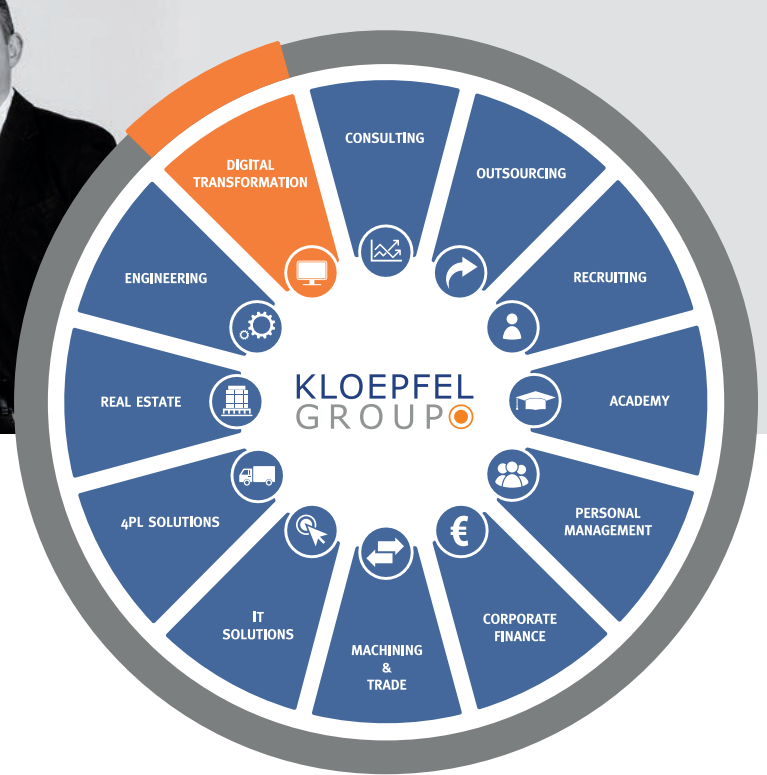 CONSULTING
OUTSOURCING
RECRUITING
ACADEMY
PERSONAL
MANAGEMENT
CORPORATE
FINANCE
MACHINING
&
TRADE
IT
SOLUTIONS
4PL SOLUTIONS
REAL ESTATE
ENGINEERING
DIGITAL
TRANSFORMATION
KLOEPFEL
GROUP
€